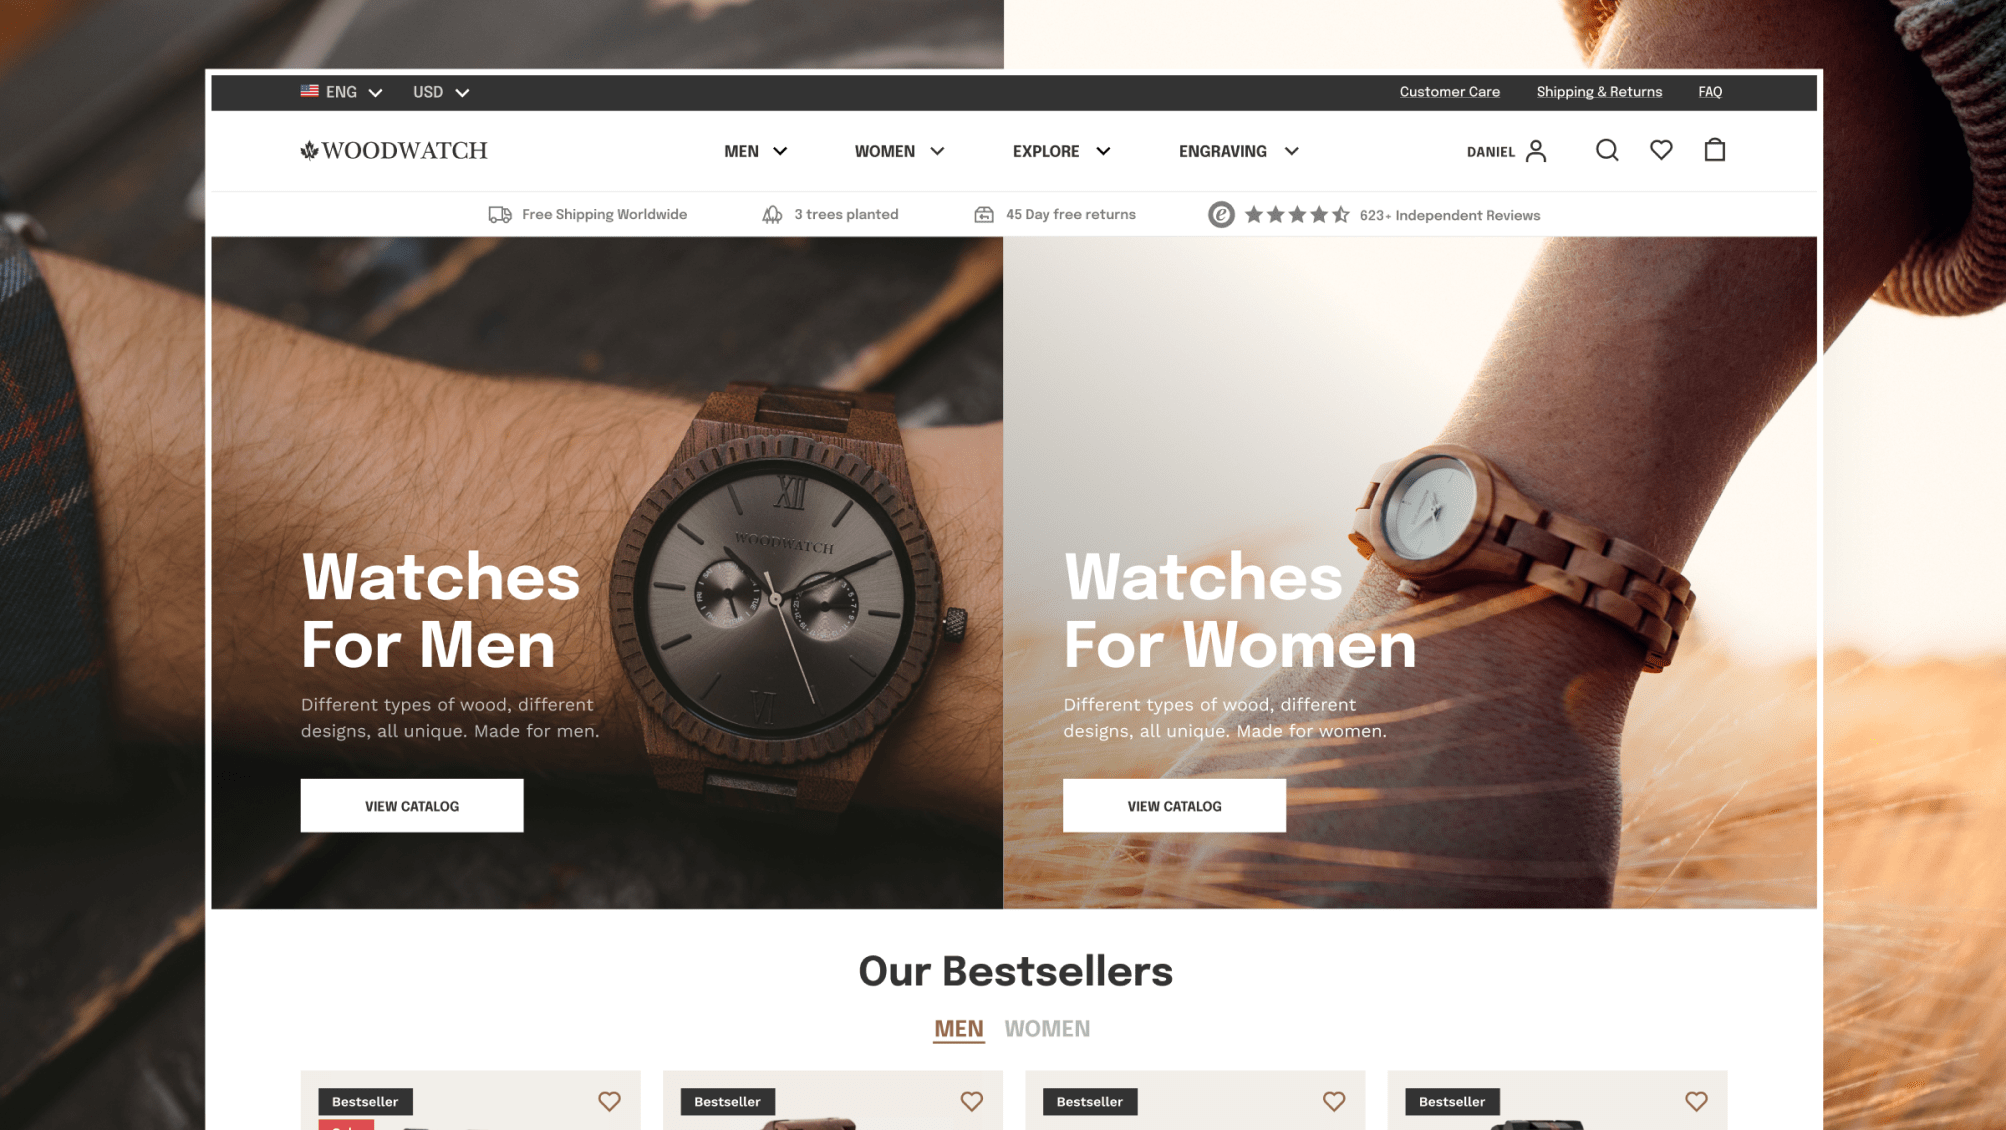 ENG USD Customer Care Shipping & Returns FAQ
WOODWATCH MEN WOMEN EXPLORE ENGRAVING DANIEL
Free Shipping Worldwide 3 trees planted 45 Day free returns e 623+ Independent Reviews
XII
WOODWATCH
VI
Watches
For Men
Different types of wood, different
designs, all unique. Made for men.
VIEW CATALOG
Watches
For Women
Different types of wood, different
designs, all unique. Made for women.
VIEW CATALOG
Our Bestsellers
MEN WOMEN
Bestseller Bestseller Bestseller Bestseller